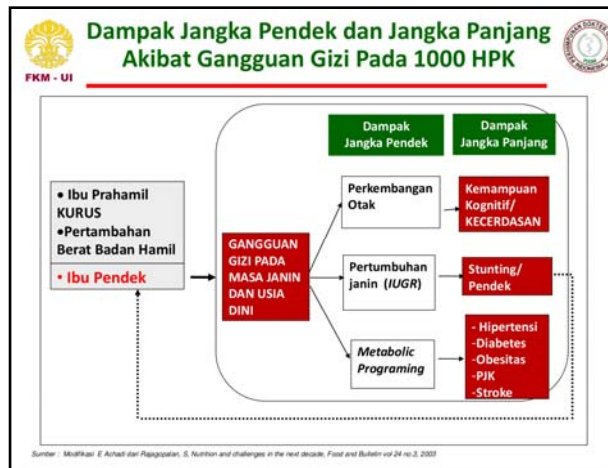 Dampak Jangka Pendek dan Jangka Panjang
Akibat Gangguan Gizi Pada 1000 HPK
FKM - UI
Dampak
Jangka Pendek
Dampak
Jangka Panjang
• Ibu Prahamil
KURUS
•Pertambahan
Berat Badan Hamil
• Ibu Pendek
GANGGUAN
GIZI PADA
MASA JANIN
DAN USIA
DINI
Perkembangan
Otak
Kemampuan
Kognitif/
KECERDASAN
Pertumbuhan
janin (IUGR)
Stunting/
Pendek
Metabolic
Programing
- Hipertensi
-Diabetes
-Obesitas
-PJK
-Stroke
Sumber : Modifikasi E Achadi dari Rajagopalan, S, Nutrition and challenges in the next decade, Food and Bulletin vol 24 no.3, 2003